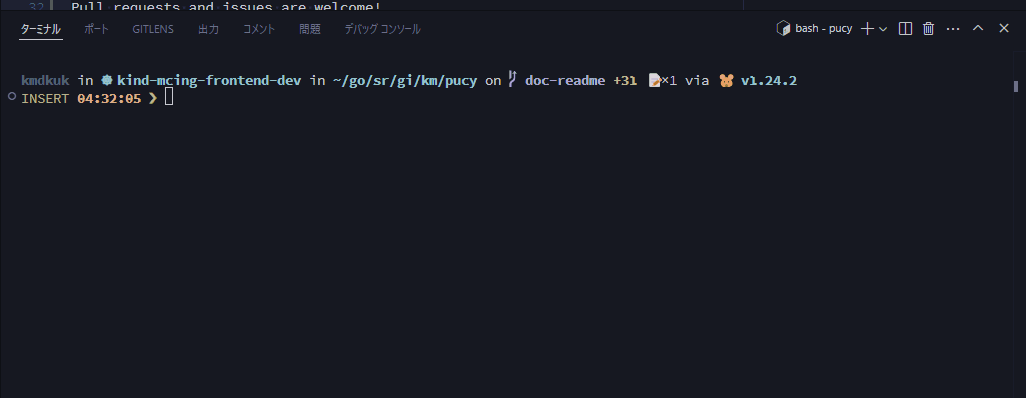 32 Pull requests and issues are welcome!
ターミナル ポート GITLENS 出力 コメント 問題 デバッグ コンソール bash - pucy
kmdkuk in kind-mcing-frontend-dev in ~/go/sr/gi/km/pucy on doc-readme +31 📝×1 via 🐹 v1.24.2
INSERT 04:32:05 ❯